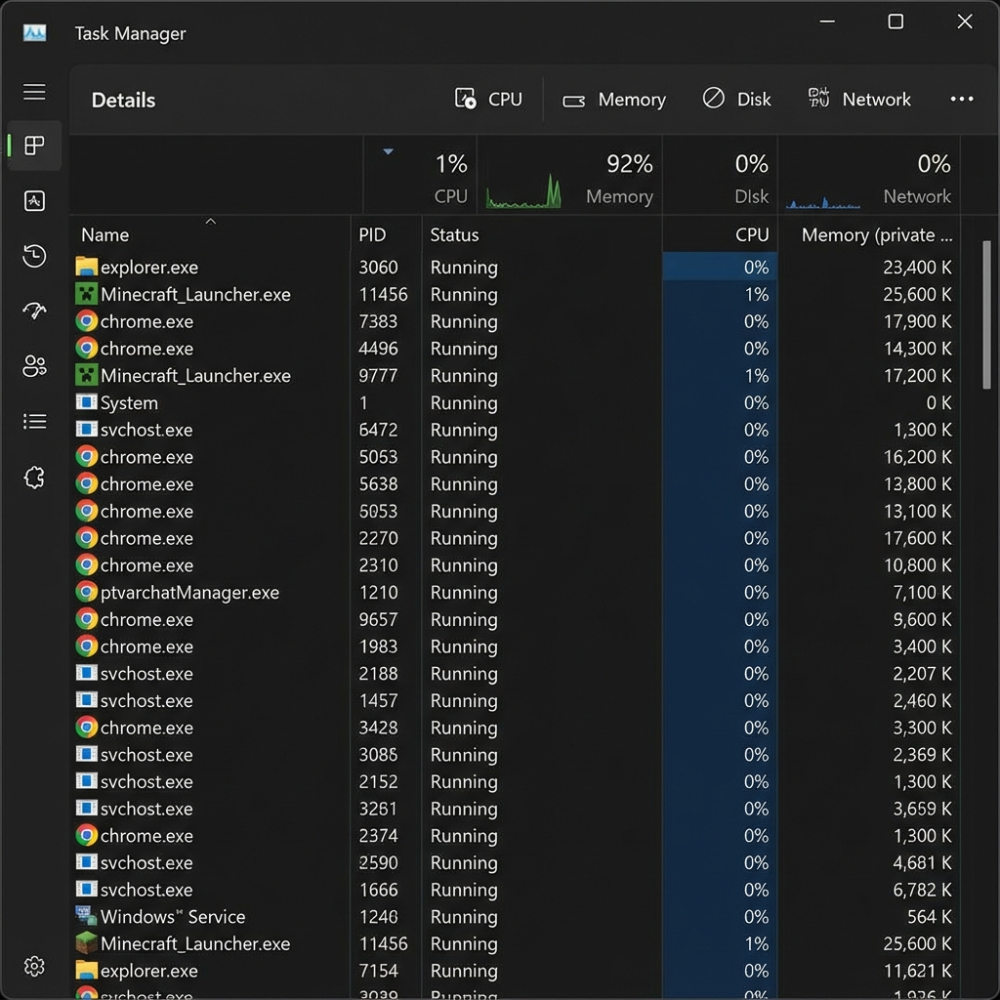 Task Manager
Details CPU Memory Disk Network
1% 92% 0% 0%
CPU Memory DIsk Network
Name PID Status CPU Memory (private ...
explorer.exe 3060 Running 0% 23,400 K
Minecraft_Launcher.exe 11456 Running 1% 25,600 K
chrome.exe 7383 Running 0% 17,900 K
chrome.exe 4496 Running 0% 14,300 K
Minecraft_Launcher.exe 9777 Running 1% 17,200 K
System 1 Running 0% 0 K
svchost.exe 6472 Running 0% 1,300 K
chrome.exe 5053 Running 0% 16,200 K
chrome.exe 5638 Running 0% 13,800 K
chrome.exe 5053 Running 0% 13,100 K
chrome.exe 2270 Running 0% 17,600 K
chrome.exe 2310 Running 0% 10,800 K
ptvarchatManager.exe 1210 Running 0% 7,100 K
chrome.exe 9657 Running 0% 9,600 K
chrome.exe 1983 Running 0% 3,400 K
svchost.exe 2188 Running 0% 2,207 K
svchost.exe 1457 Running 0% 2,460 K
chrome.exe 3428 Running 0% 3,300 K
svchost.exe Running 0% 2,369 K
svchost.exe 2152 Running 0% 1,300 K
svchost.exe Running 0% 3,659 K
chrome.exe 2374 Running 0% 1,300 K
svchost.exe 2590 Running 0% 4,681 K
svchost.exe 1666 Running 0% 6,782 K
Windows" Service Running 0% 564 K
Minecraft_Launcher.exe 11456 Running 1% 25,600 K
explorer.exe 7154 Running 0% 11,621 K
svchost.exe Running 0%